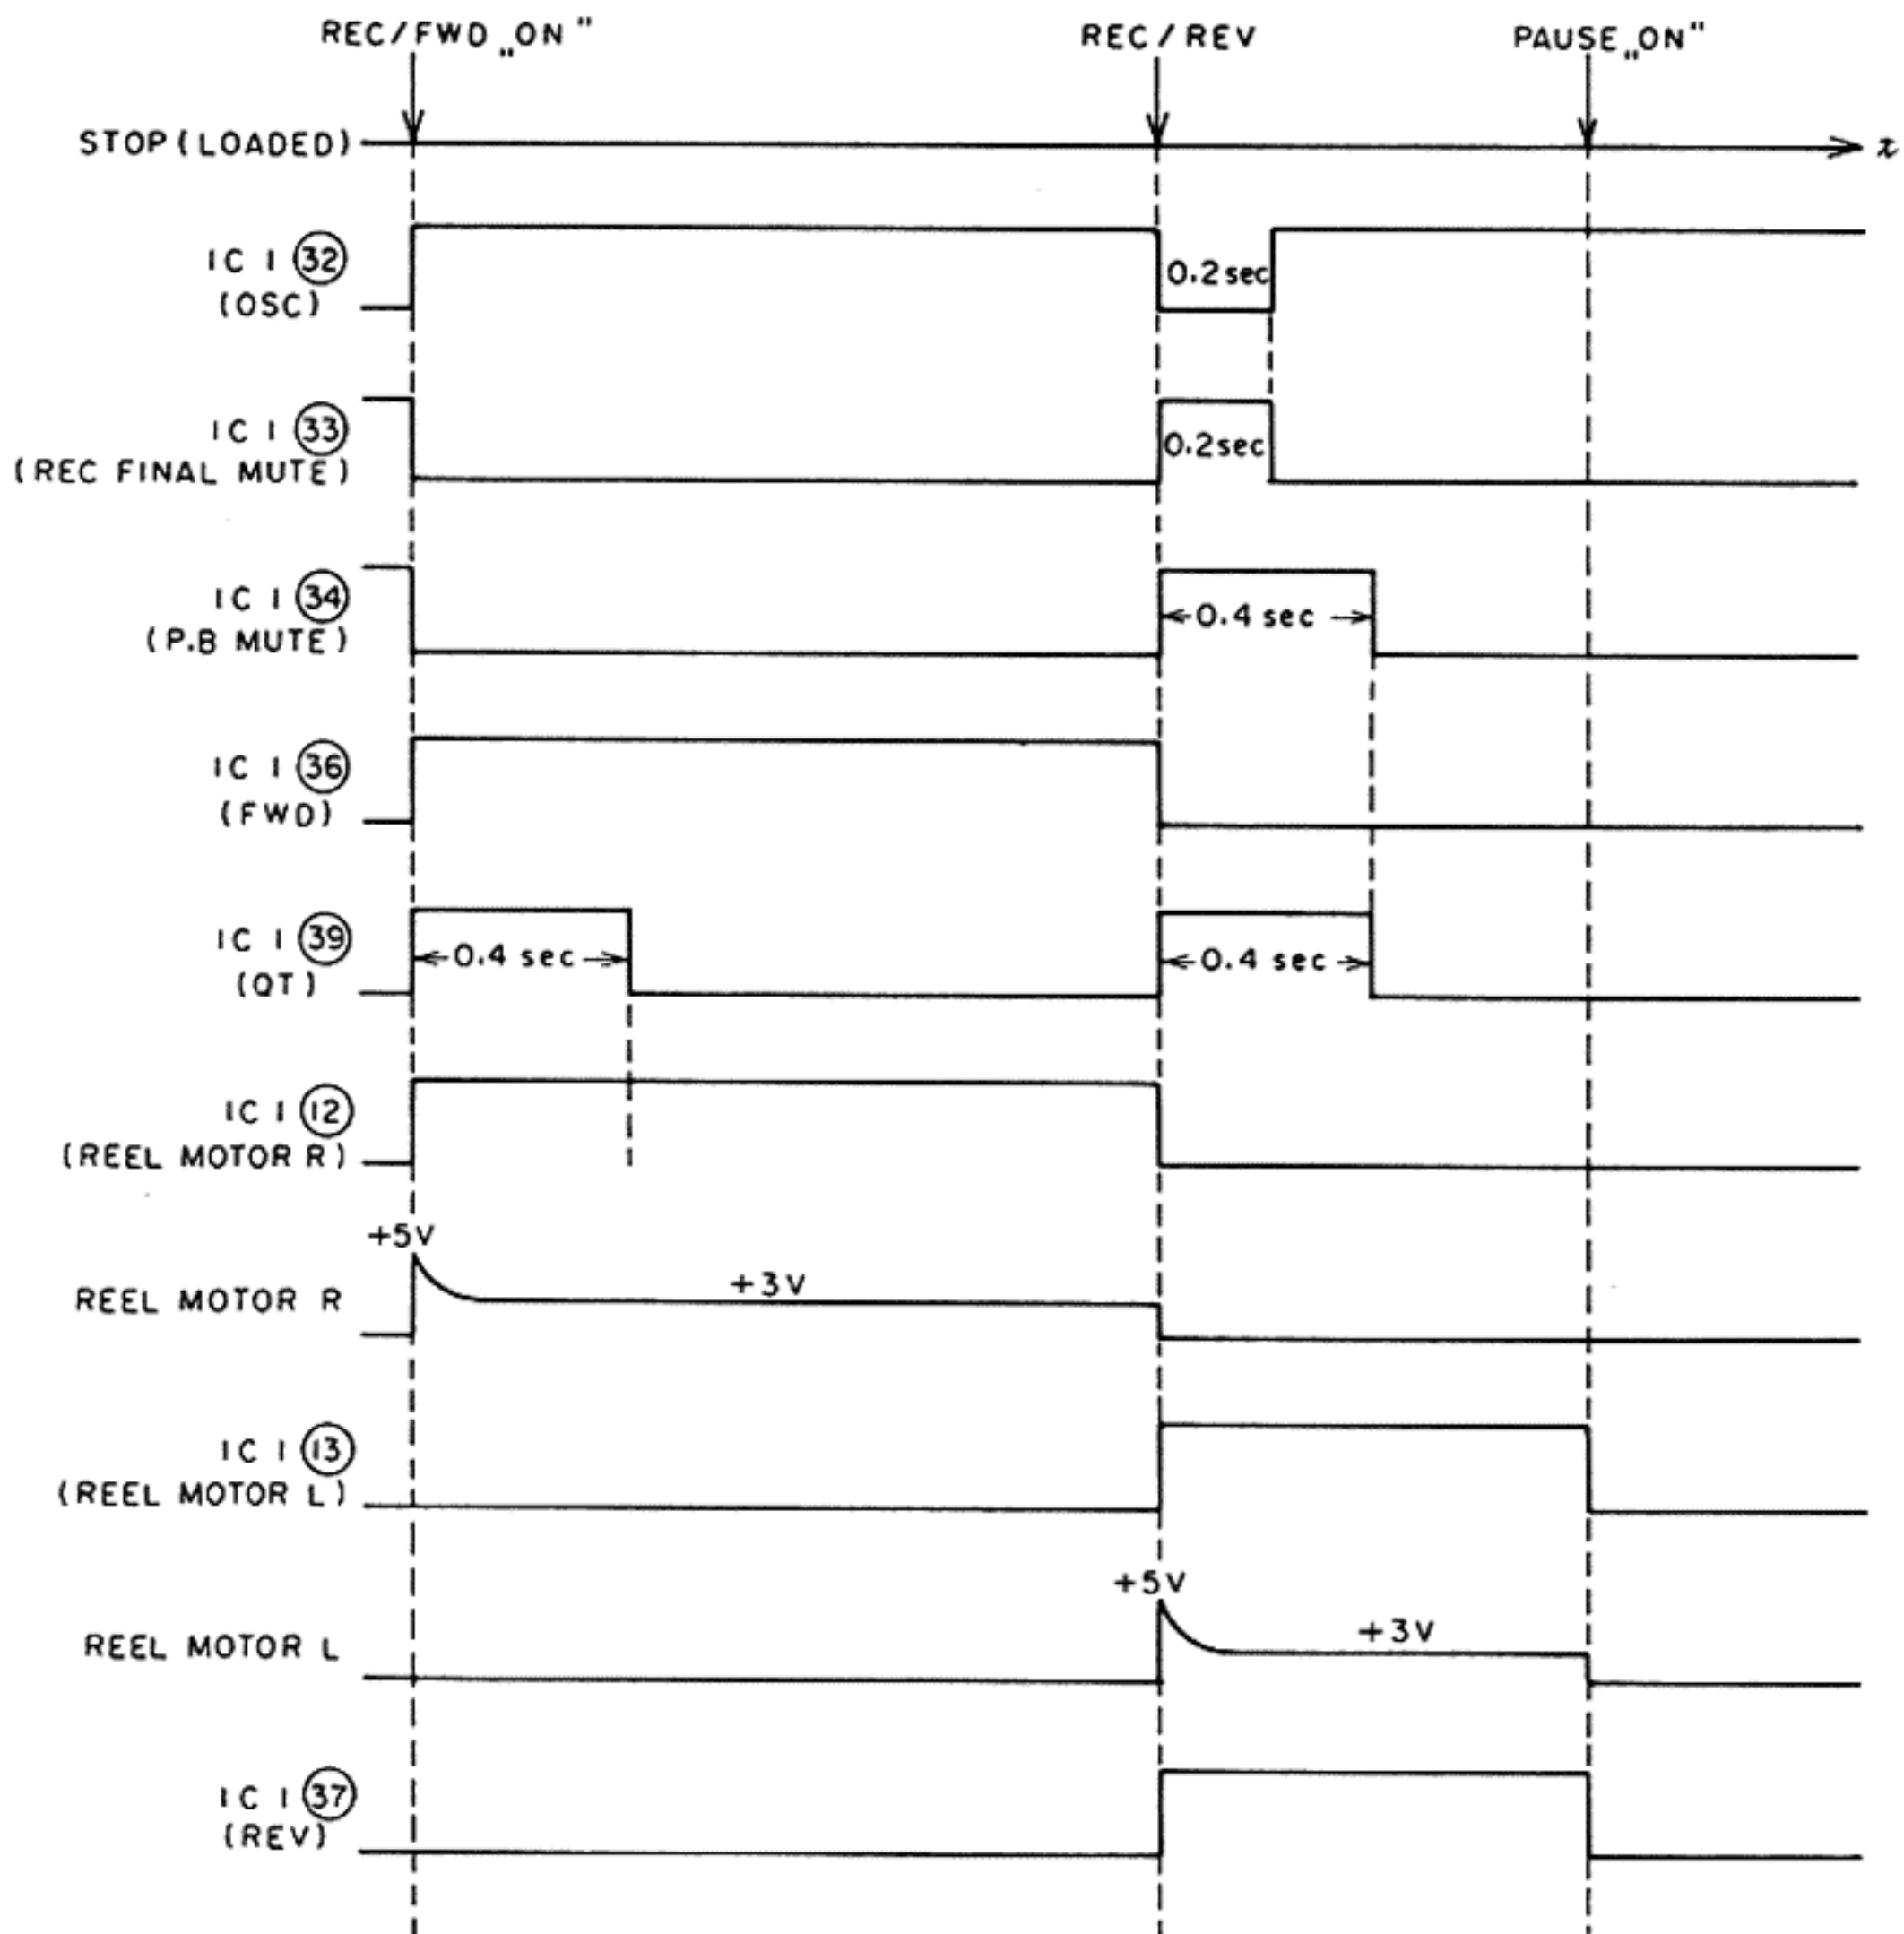 REC/FWD „ON" REC/REV PAUSE „ON"
STOP (LOADED) t
IC 1 32
(OSC)
0.2 sec
IC 1 33
(REC FINAL MUTE)
0.2 sec
IC 1 34
(P.B MUTE)
0.4 sec
IC 1 36
(FWD)
IC 1 39
(QT)
0.4 sec 0.4 sec
IC 1 12
(REEL MOTOR R)
+5V
REEL MOTOR R +3V
IC 1 13
(REEL MOTOR L)
+5V
REEL MOTOR L +3V
IC 1 37
(REV)